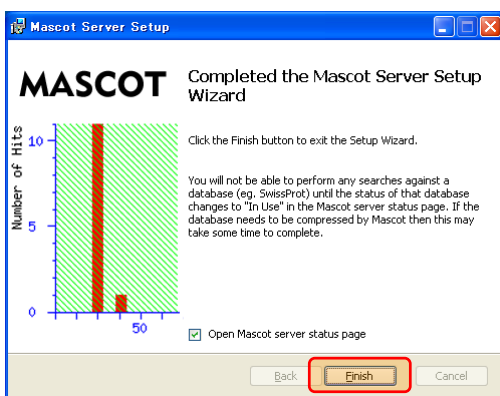 Mascot Server Setup
MASCOT
Completed the Mascot Server Setup
Wizard
Click the Finish button to exit the Setup Wizard.
You will not be able to perform any searches against a
database (eg. SwissProt) until the status of that database
changes to "In Use" in the Mascot server status page. If the
database needs to be compressed by Mascot then this may
take some time to complete.
Number of Hits
10
5
0
50
Open Mascot server status page
Back
Finish
Cancel